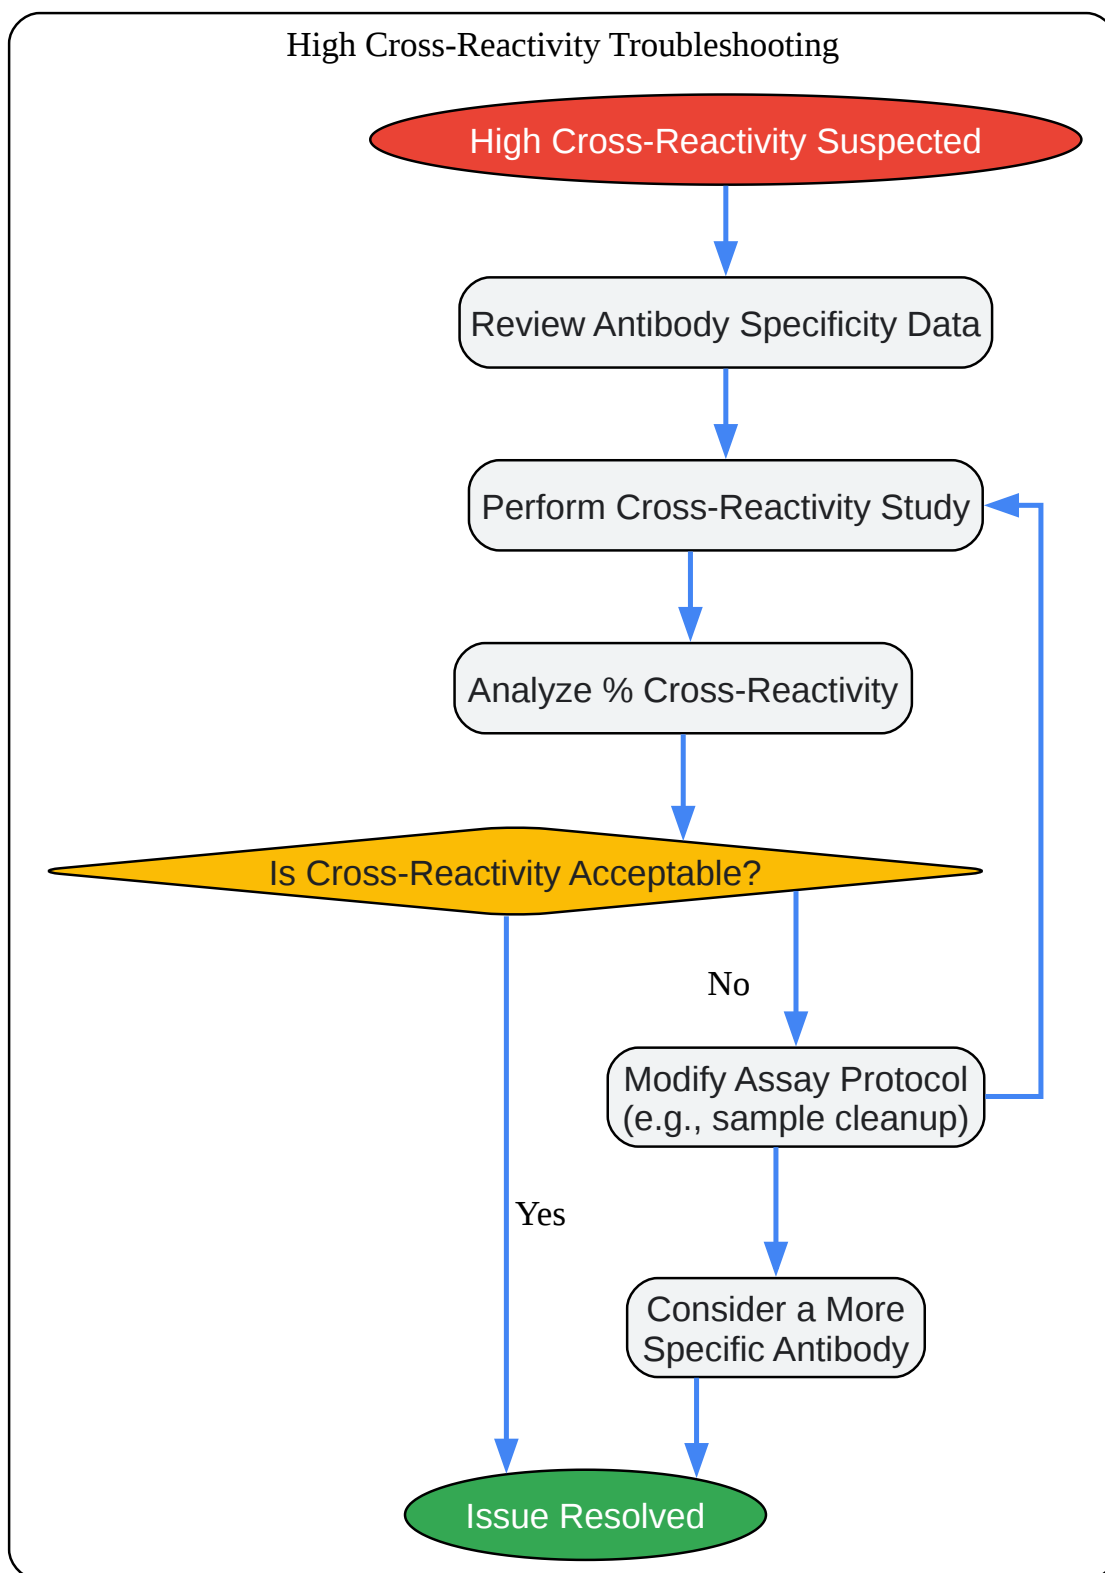 High Cross-Reactivity Troubleshooting
High Cross-Reactivity Suspected
Review Antibody Specificity Data
Perform Cross-Reactivity Study
Analyze % Cross-Reactivity
Is Cross-Reactivity Acceptable?
No
Modify Assay Protocol
(e.g., sample cleanup)
Yes
Consider a More
Specific Antibody
Issue Resolved